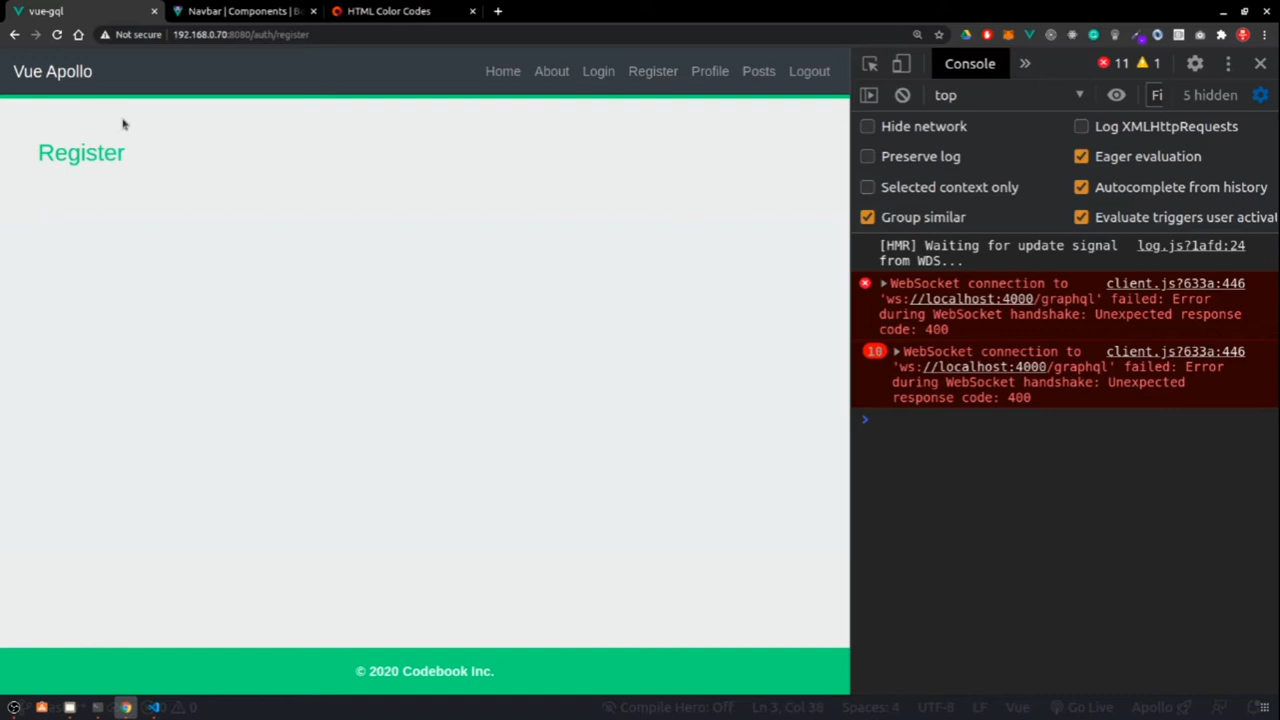 vue-gql
Navbar | Components | B
HTML Color Codes
Not secure
192.168.0.70:8080/auth/register
Vue Apollo
Home
About
Login
Register
Profile
Posts
Logout
Register
© 2020 Codebook Inc.
Console
11
1
top
Fi
5 hidden
Hide network
Log XMLHttpRequests
Preserve log
Eager evaluation
Selected context only
Autocomplete from history
Group similar
Evaluate triggers user activat
[HMR] Waiting for update signal
log.js?1afd:24
from WDS...
WebSocket connection to
client.js?633a:446
'ws://localhost:4000/graphql' failed: Error
during WebSocket handshake: Unexpected response
code: 400
10
WebSocket connection to
client.js?633a:446
'ws://localhost:4000/graphql' failed: Error
during WebSocket handshake: Unexpected
response code: 400
Compile Hero: Off
Ln 3, Col 38
Spaces: 4
UTF-8
LF
Vue
Go Live
Apollo